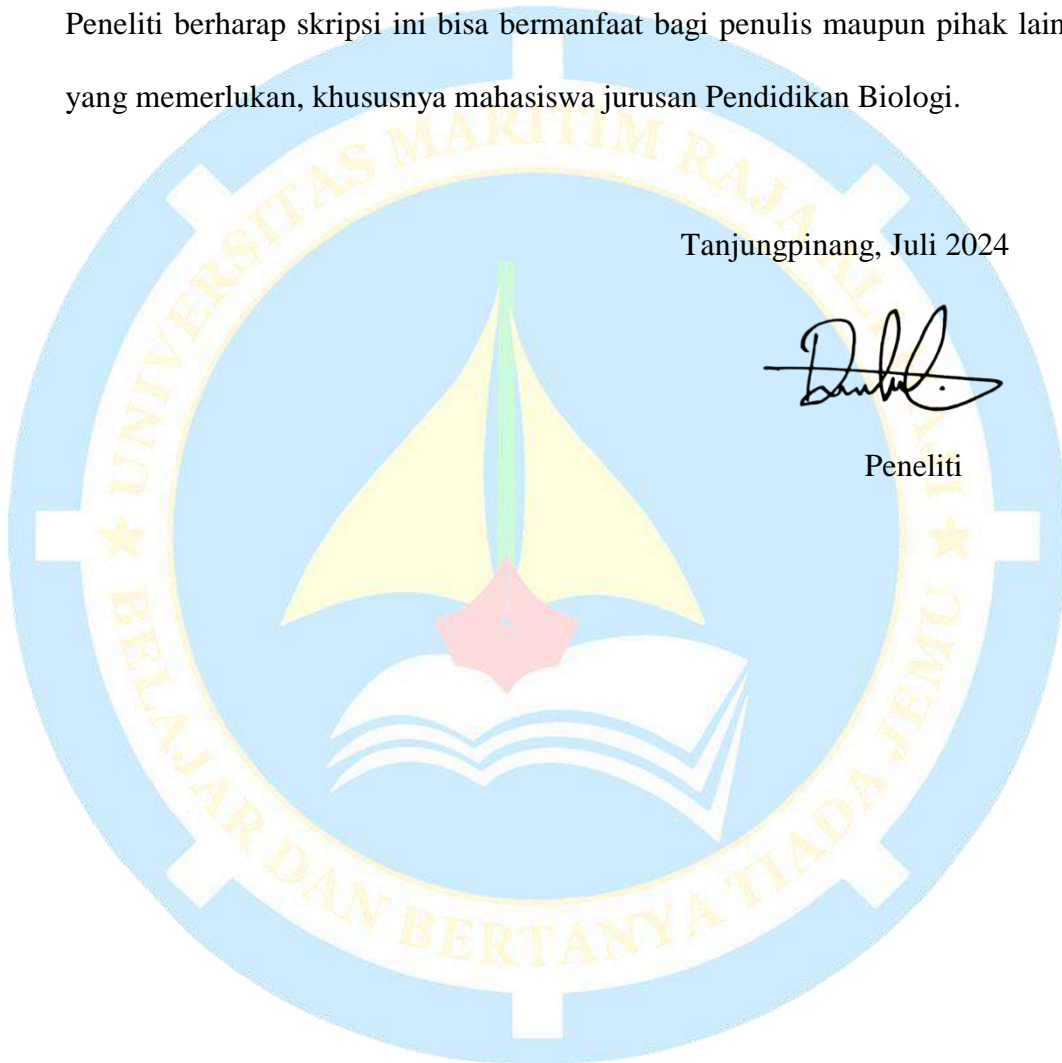 Peneliti berharap skripsi ini bisa bermanfaat bagi penulis maupun pihak lain
yang memerlukan, khususnya mahasiswa jurusan Pendidikan Biologi.
UNIVERSITAS MARITIM RAJA ALI HAJI
Tanjungpinang, Juli 2024
Peneliti
BELAJAR DAN BERTANYA TIADA JEMU